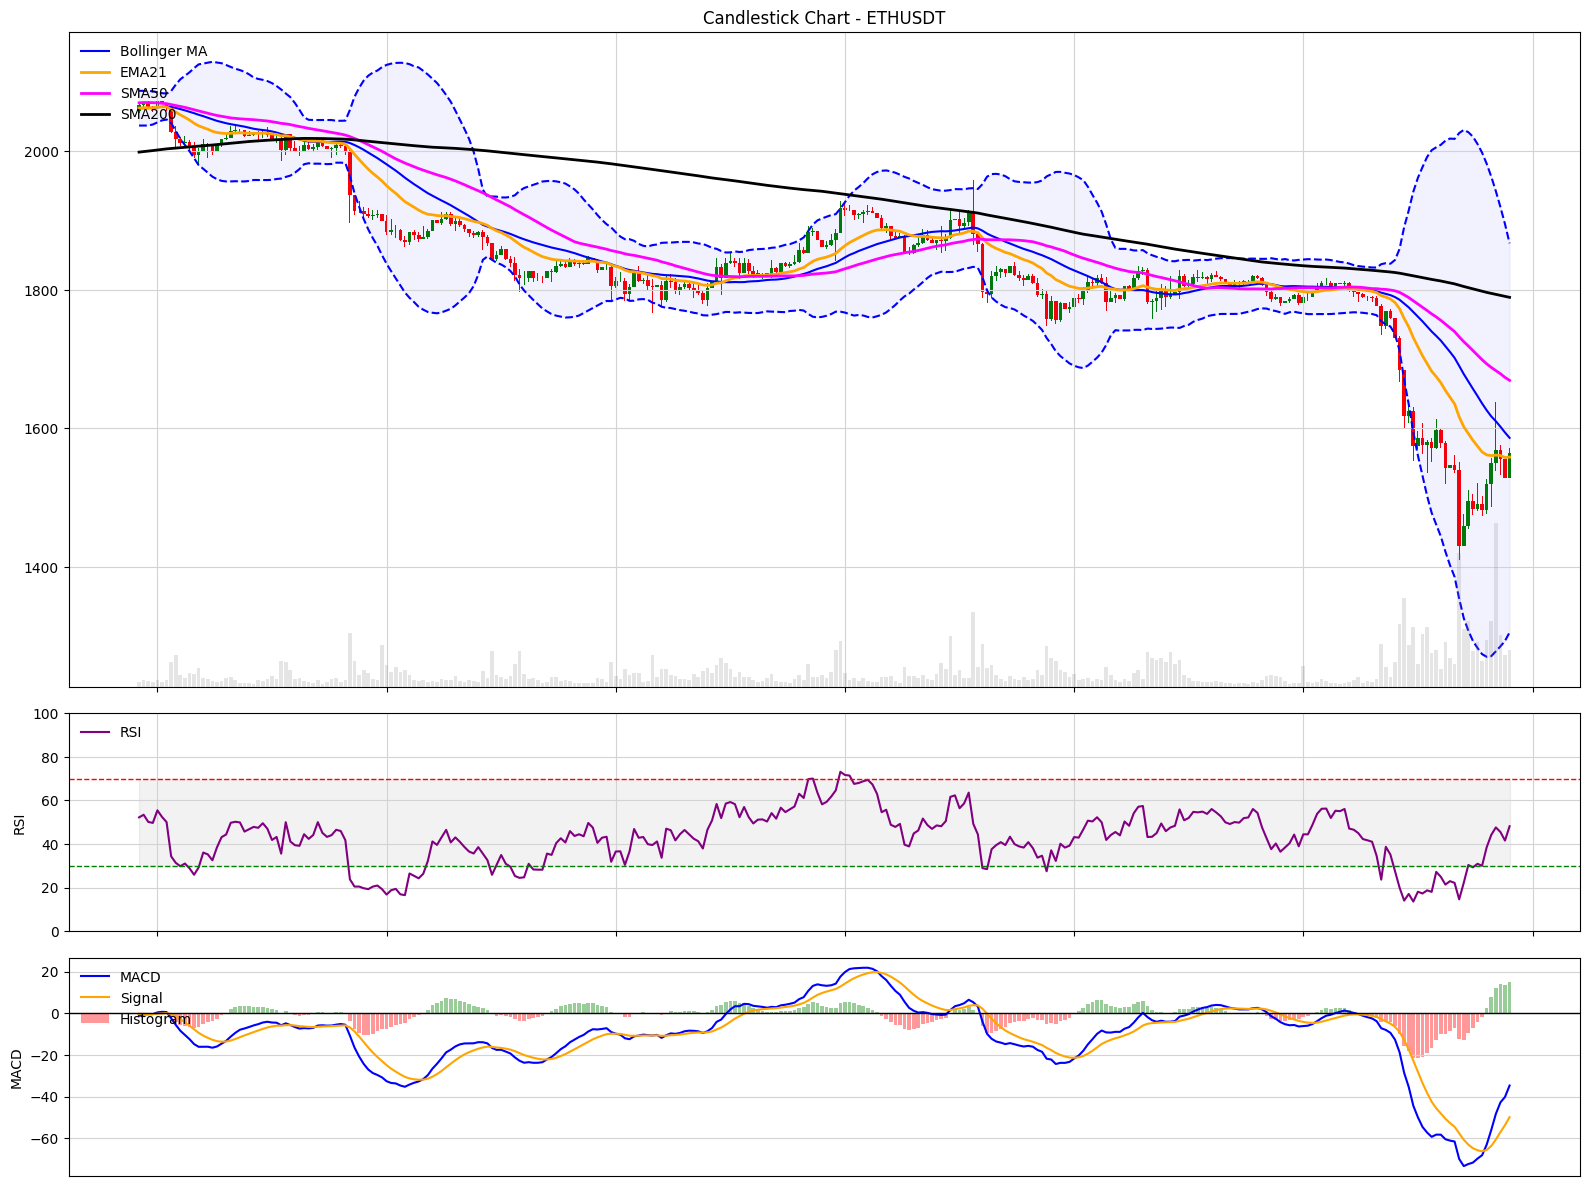 Candlestick Chart - ETHUSDT
Bollinger MA
EMA21
SMA50
SMA200
2000
1800
1600
1400
RSI
100
80
60
40
20
0
RSI
MACD
Signal
Histogram
20
0
−20
−40
−60
MACD